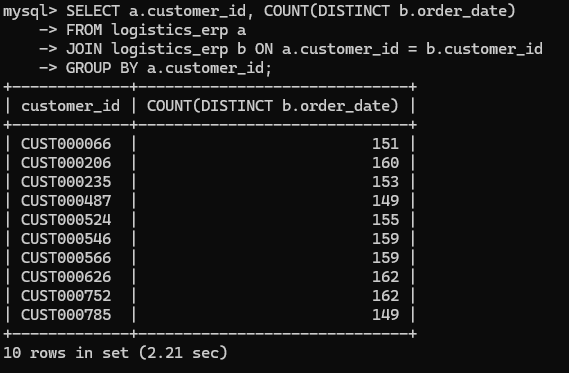 mysql> SELECT a.customer_id, COUNT(DISTINCT b.order_date)
    -> FROM logistics_erp a
    -> JOIN logistics_erp b ON a.customer_id = b.customer_id
    -> GROUP BY a.customer_id;
+-------------+------------------------------+
| customer_id | COUNT(DISTINCT b.order_date) |
+-------------+------------------------------+
| CUST000066  |                          151 |
| CUST000206  |                          160 |
| CUST000235  |                          153 |
| CUST000487  |                          149 |
| CUST000524  |                          155 |
| CUST000546  |                          159 |
| CUST000566  |                          159 |
| CUST000626  |                          162 |
| CUST000752  |                          162 |
| CUST000785  |                          149 |
+-------------+------------------------------+
10 rows in set (2.21 sec)